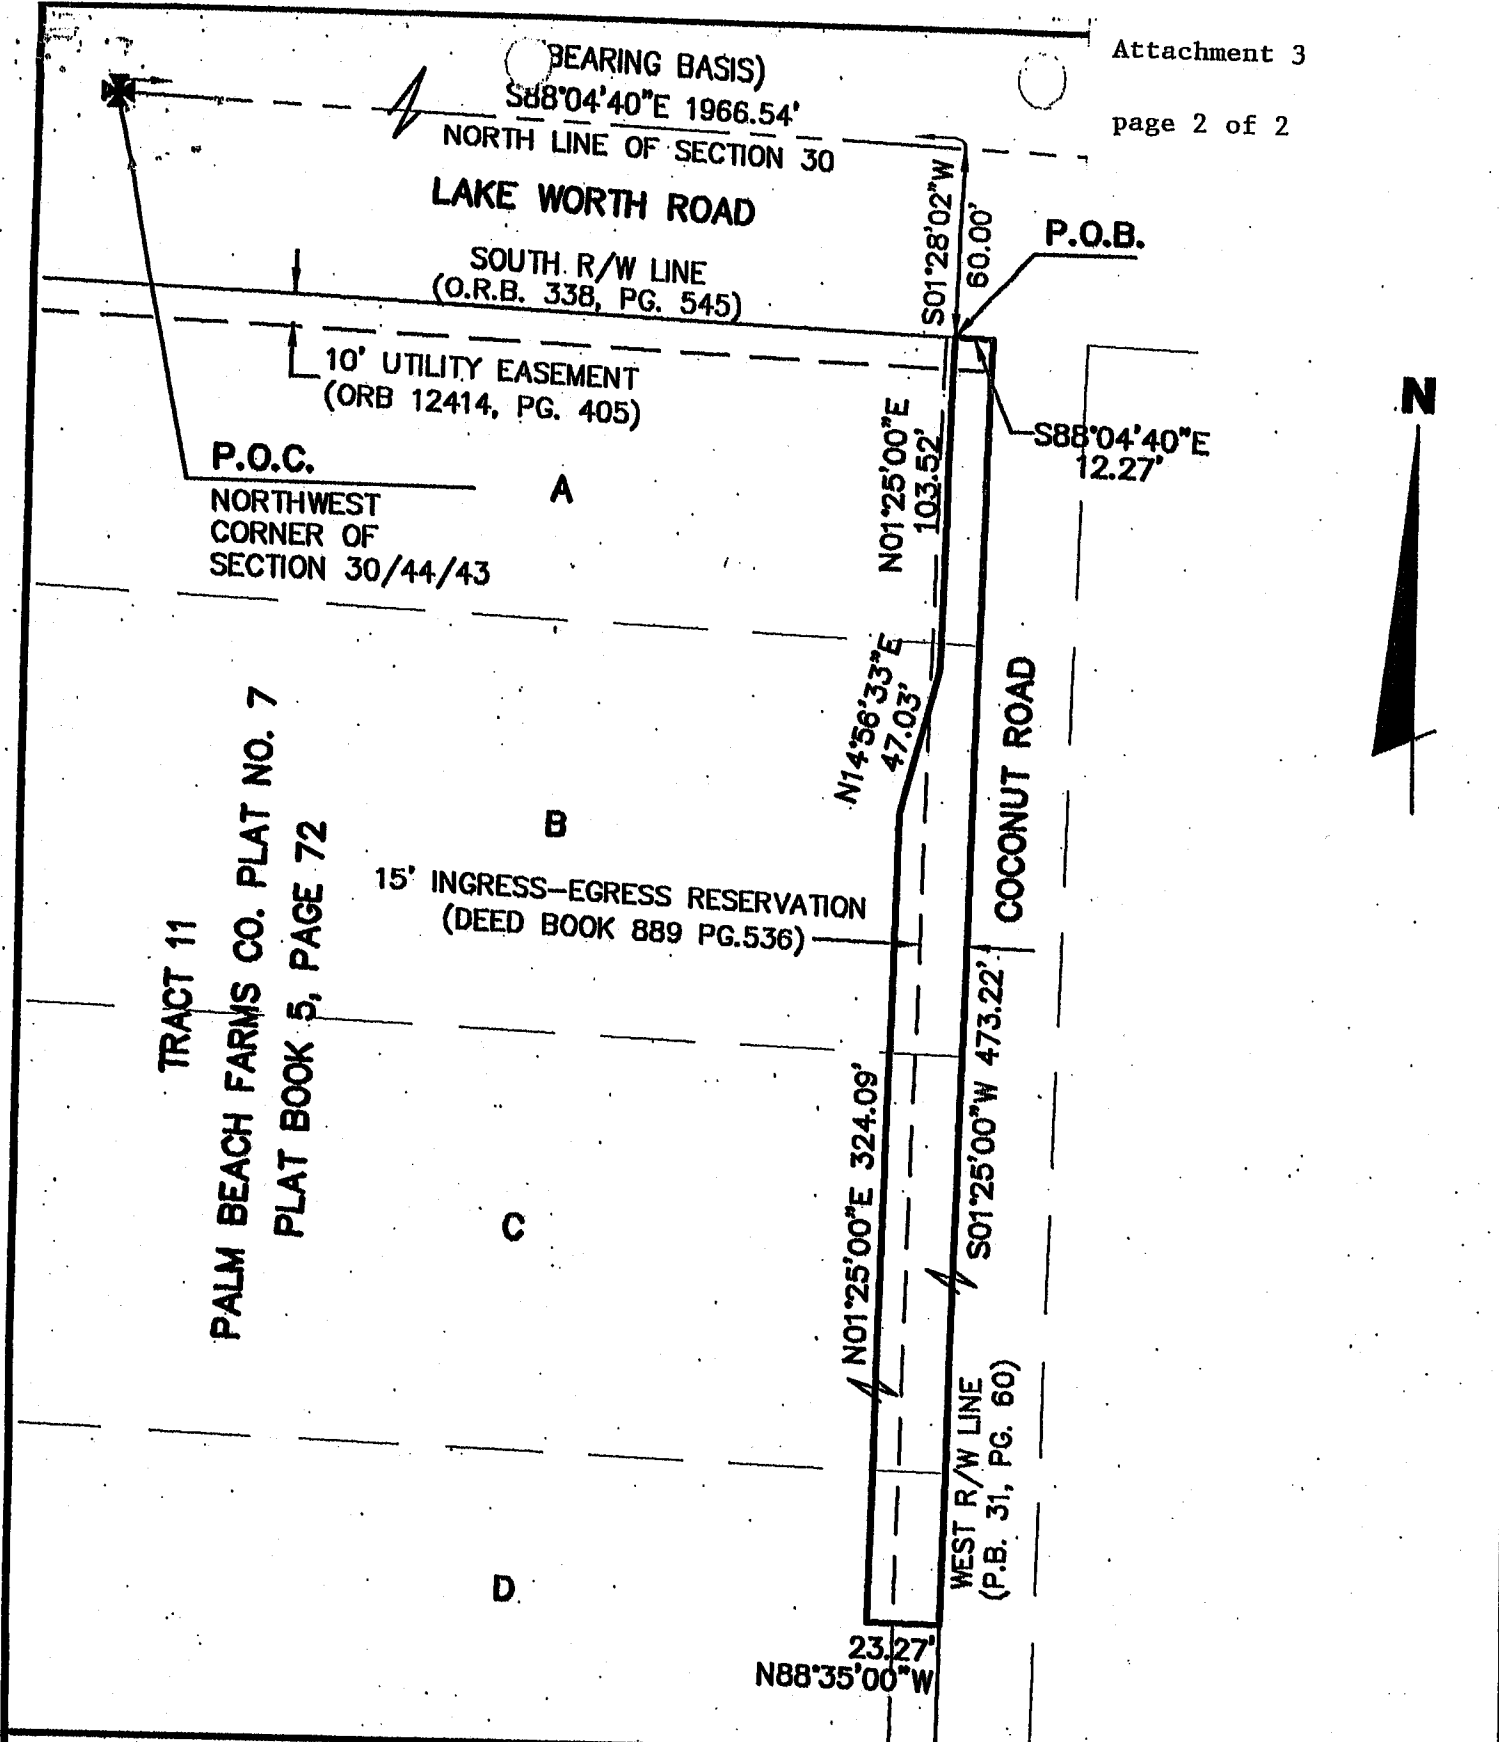 Attachment 3
page 2 of 2
(BEARING BASIS)
S88°04'40"E 1966.54'
NORTH LINE OF SECTION 30
LAKE WORTH ROAD
S01°28'02"W
60.00'
P.O.B.
SOUTH R/W LINE
(O.R.B. 338, PG. 545)
10' UTILITY EASEMENT
(ORB 12414, PG. 405)
N
S88°04'40"E
12.27'
N01°25'00"E
103.52'
P.O.C.
NORTHWEST
CORNER OF
SECTION 30/44/43
A
N14°56'33"E
47.03'
COCONUT ROAD
TRACT 11
PALM BEACH FARMS CO. PLAT NO. 7
PLAT BOOK 5, PAGE 72
B
15' INGRESS-EGRESS RESERVATION
(DEED BOOK 889 PG.536)
N01°25'00"E 324.09'
S01°25'00"W 473.22'
C
WEST R/W LINE
(P.B. 31, PG. 60)
D
23.27'
N88°35'00"W